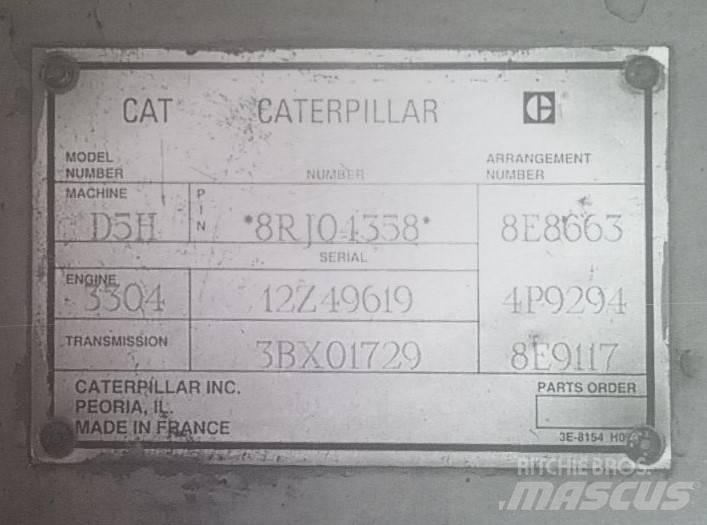 CAT CATERPILLAR
MODEL NUMBER NUMBER ARRANGEMENT NUMBER
MACHINE D5H PIN *8RJ04358* 8E8663
SERIAL
ENGINE 3304 12Z49619 4P9294
TRANSMISSION 3BX01729 8E9117
CATERPILLAR INC. PARTS ORDER
PEORIA, IL.
MADE IN FRANCE
3E-8154
RITCHIE BROS.
MASCUS